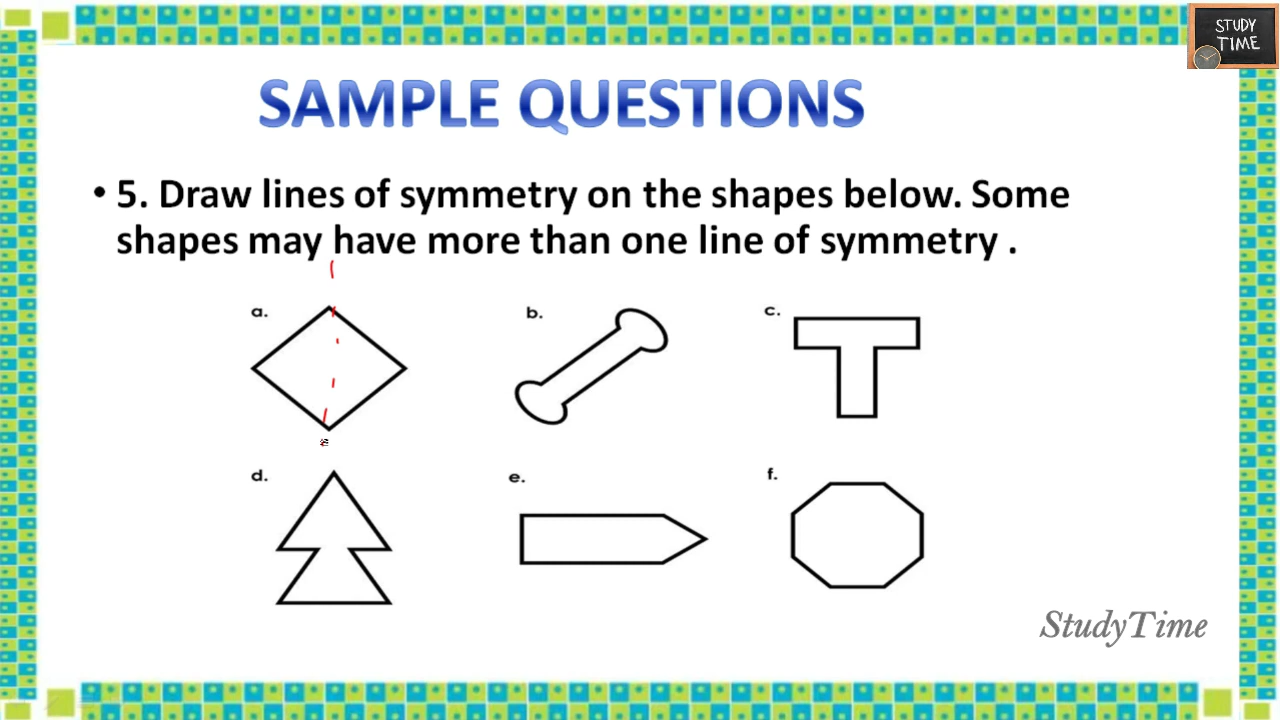 STUDY
TIME
SAMPLE QUESTIONS
• 5. Draw lines of symmetry on the shapes below. Some
shapes may have more than one line of symmetry .
a. b. c.
d. e. f.
StudyTime